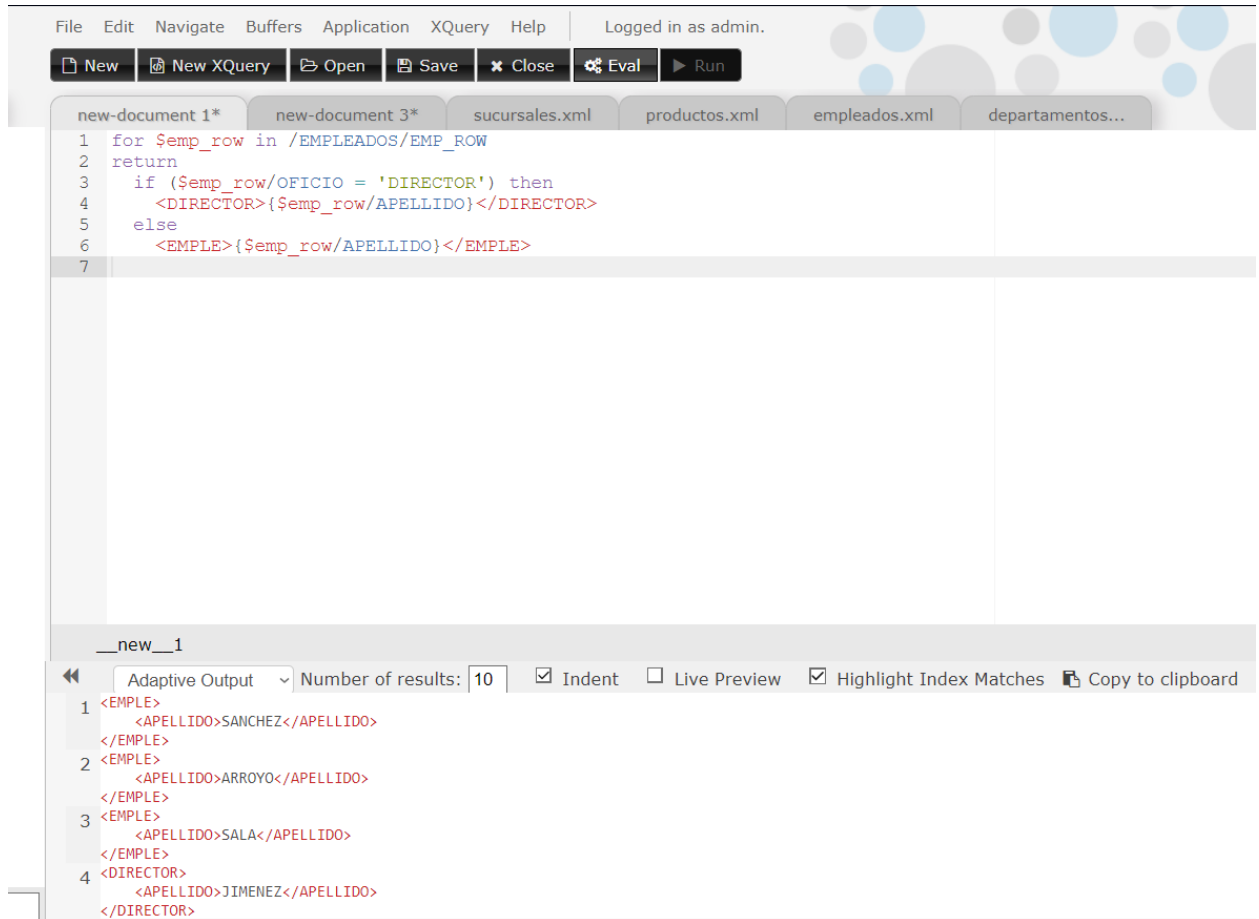 File Edit Navigate Buffers Application XQuery Help Logged in as admin.
New New XQuery Open Save Close Eval Run
new-document 1* new-document 3* sucursales.xml productos.xml empleados.xml departamentos...
1 for $emp_row in /EMPLEADOS/EMP_ROW
2 return
3 if ($emp_row/OFICIO = 'DIRECTOR') then
4 <DIRECTOR>{$emp_row/APELLIDO}</DIRECTOR>
5 else
6 <EMPLE>{$emp_row/APELLIDO}</EMPLE>
7
__new__1
Adaptive Output Number of results: 10 Indent Live Preview Highlight Index Matches Copy to clipboard
1 <EMPLE>
<APELLIDO>SANCHEZ</APELLIDO>
</EMPLE>
2 <EMPLE>
<APELLIDO>ARROYO</APELLIDO>
</EMPLE>
3 <EMPLE>
<APELLIDO>SALA</APELLIDO>
</EMPLE>
4 <DIRECTOR>
<APELLIDO>JIMENEZ</APELLIDO>
</DIRECTOR>